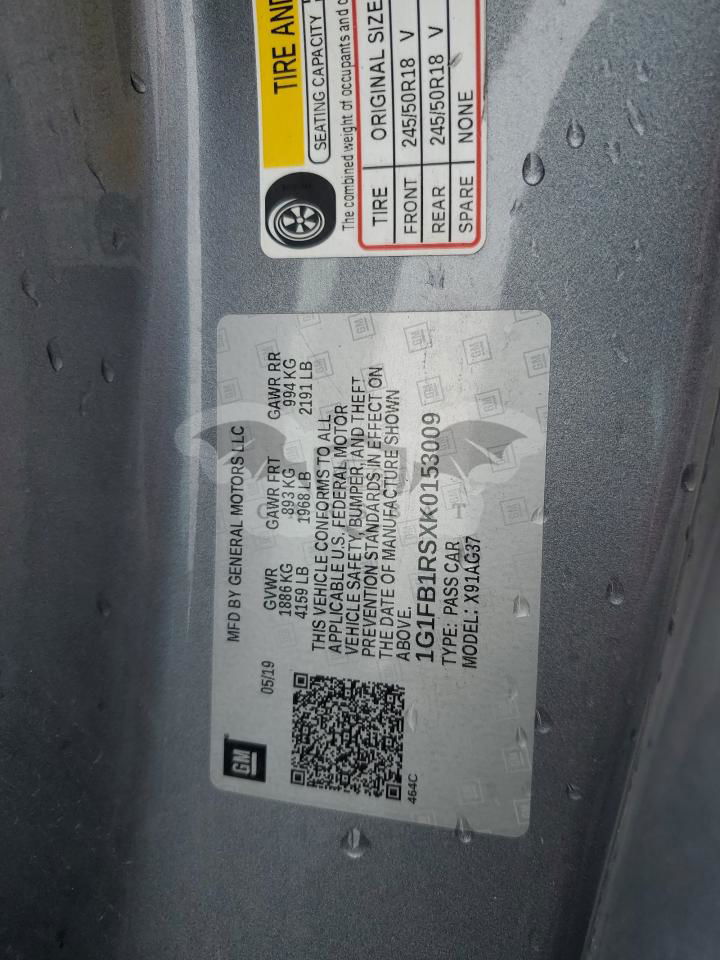 TIRE AND
SEATING CAPACITY
The combined weight of occupants and
TIRE ORIGINAL SIZE
FRONT 245/50R18 V
REAR 245/50R18 V
SPARE NONE
GM
MFD BY GENERAL MOTORS LLC
05/19
GVWR GAWR FRT GAWR RR
1886 KG 893 KG 994 KG
4159 LB 1968 LB 2191 LB
THIS VEHICLE CONFORMS TO ALL
APPLICABLE U.S. FEDERAL MOTOR
VEHICLE SAFETY, BUMPER, AND THEFT
PREVENTION STANDARDS IN EFFECT ON
THE DATE OF MANUFACTURE SHOWN
ABOVE.
1G1FB1RSXK0153009
TYPE: PASS CAR
MODEL: X91AG37
464C